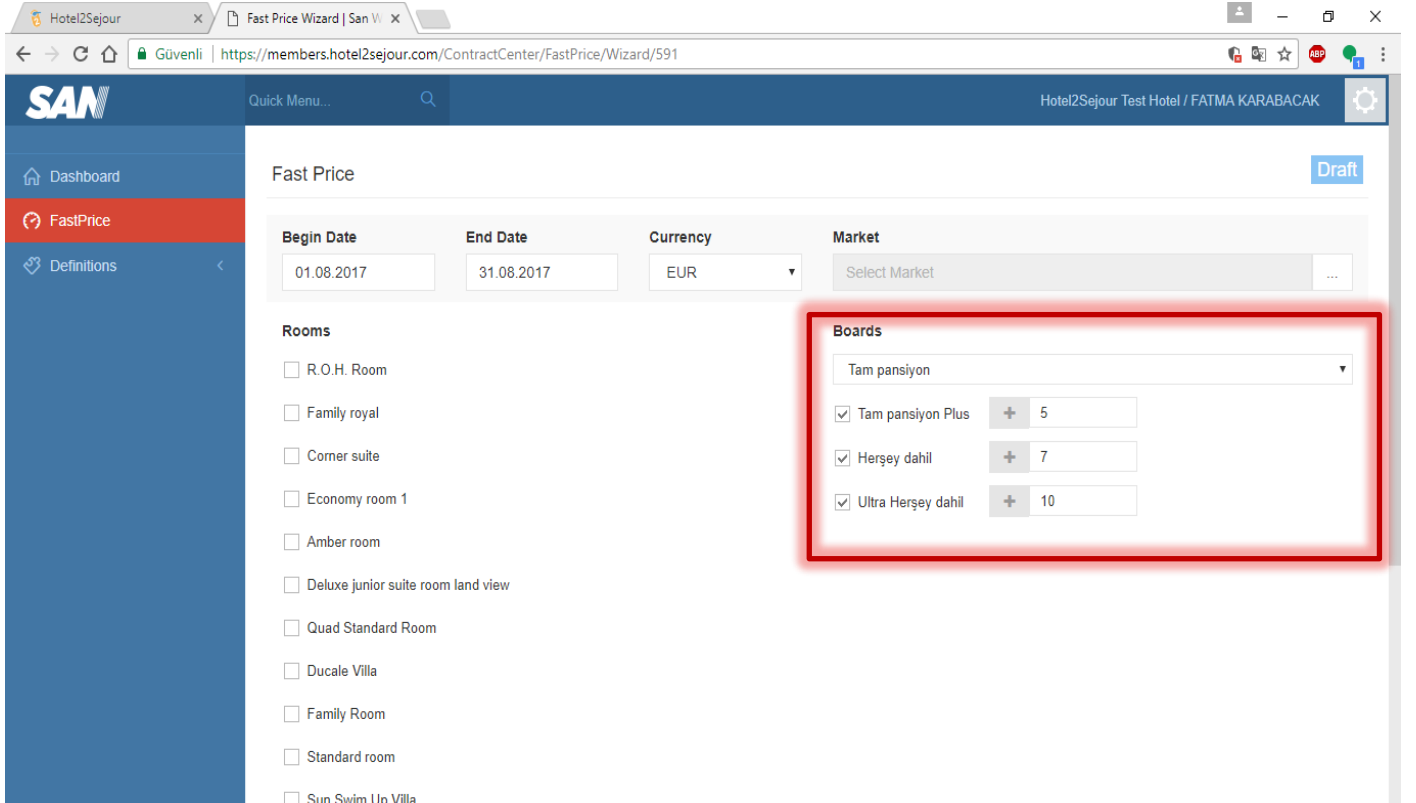 Hotel2Sejour
Fast Price Wizard | San W
Güvenli | https://members.hotel2sejour.com/ContractCenter/FastPrice/Wizard/591
ABP
1
SAN
Quick Menu...
Hotel2Sejour Test Hotel / FATMA KARABACAK
Dashboard
FastPrice
Definitions
Fast Price
Draft
Begin Date End Date Currency Market
01.08.2017 31.08.2017 EUR Select Market ...
Rooms
R.O.H. Room
Family royal
Corner suite
Economy room 1
Amber room
Deluxe junior suite room land view
Quad Standard Room
Ducale Villa
Family Room
Standard room
Sun Swim Up Villa
Boards
Tam pansiyon
Tam pansiyon Plus + 5
Herşey dahil + 7
Ultra Herşey dahil + 10